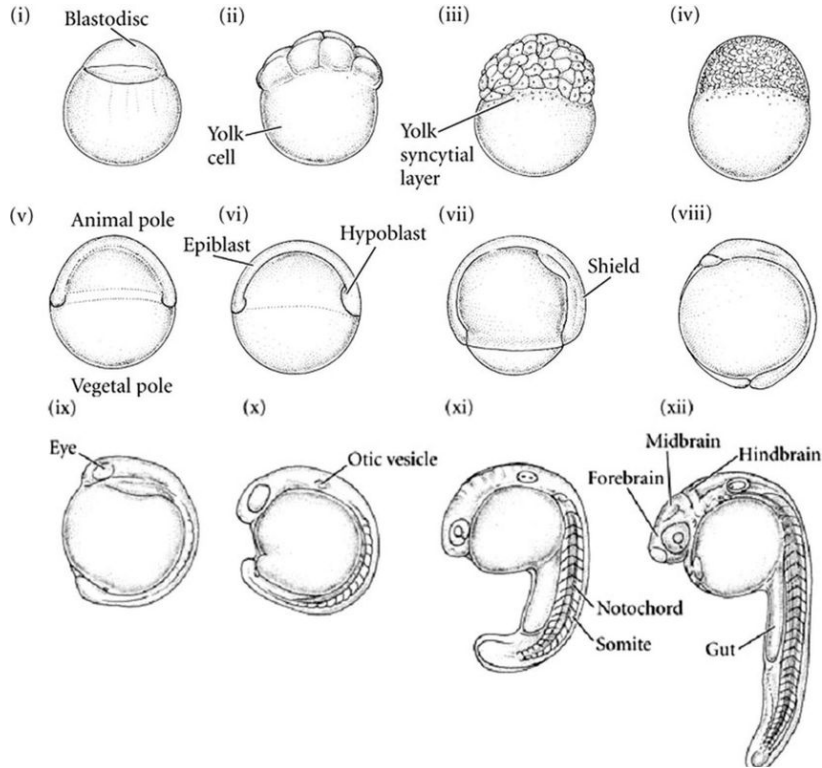 (i)
Blastodisc
(ii)
Yolk
cell
(iii)
Yolk
syncytial
layer
(iv)
(v)
Animal pole
Vegetal pole
(vi)
Epiblast
Hypoblast
(vii)
Shield
(viii)
(ix)
Eye
(x)
Otic vesicle
(xi)
Notochord
Somite
(xii)
Midbrain
Hindbrain
Forebrain
Gut